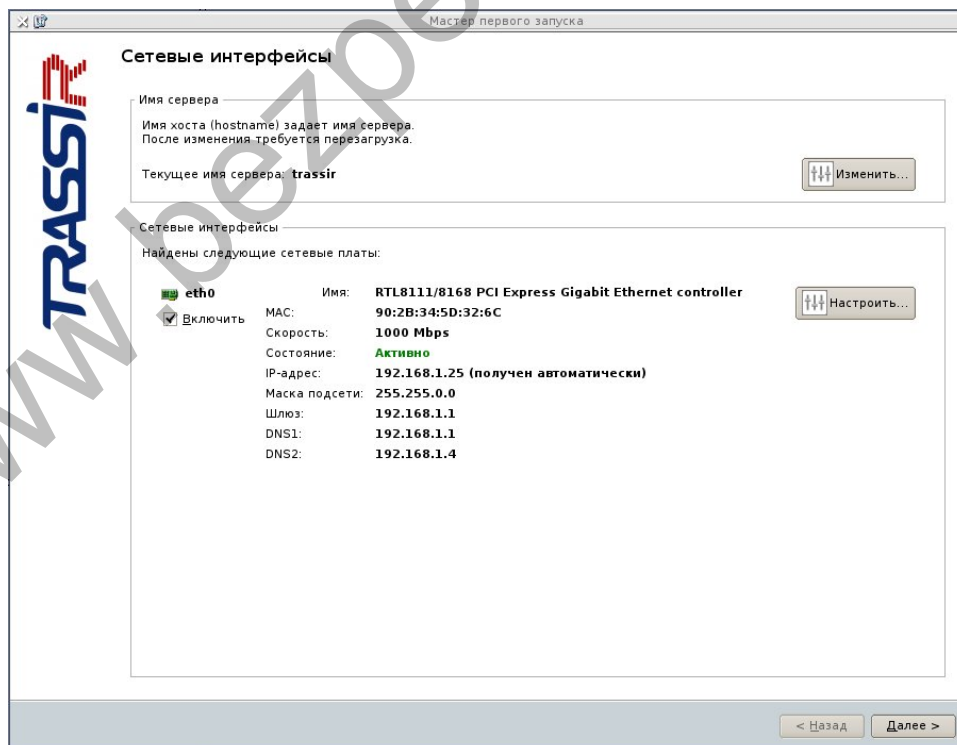 Мастер первого запуска
TRASSIR
Сетевые интерфейсы
Имя сервера
Имя хоста (hostname) задает имя сервера.
После изменения требуется перезагрузка.
Текущее имя сервера: trassir
Изменить...
Сетевые интерфейсы
Найдены следующие сетевые платы:
eth0
Включить
Имя: RTL8111/8168 PCI Express Gigabit Ethernet controller
Настроить...
MAC: 90:2B:34:5D:32:6C
Скорость: 1000 Mbps
Состояние: Активно
IP-адрес: 192.168.1.25 (получен автоматически)
Маска подсети: 255.255.0.0
Шлюз: 192.168.1.1
DNS1: 192.168.1.1
DNS2: 192.168.1.4
< Назад
Далее >
w.bezpe